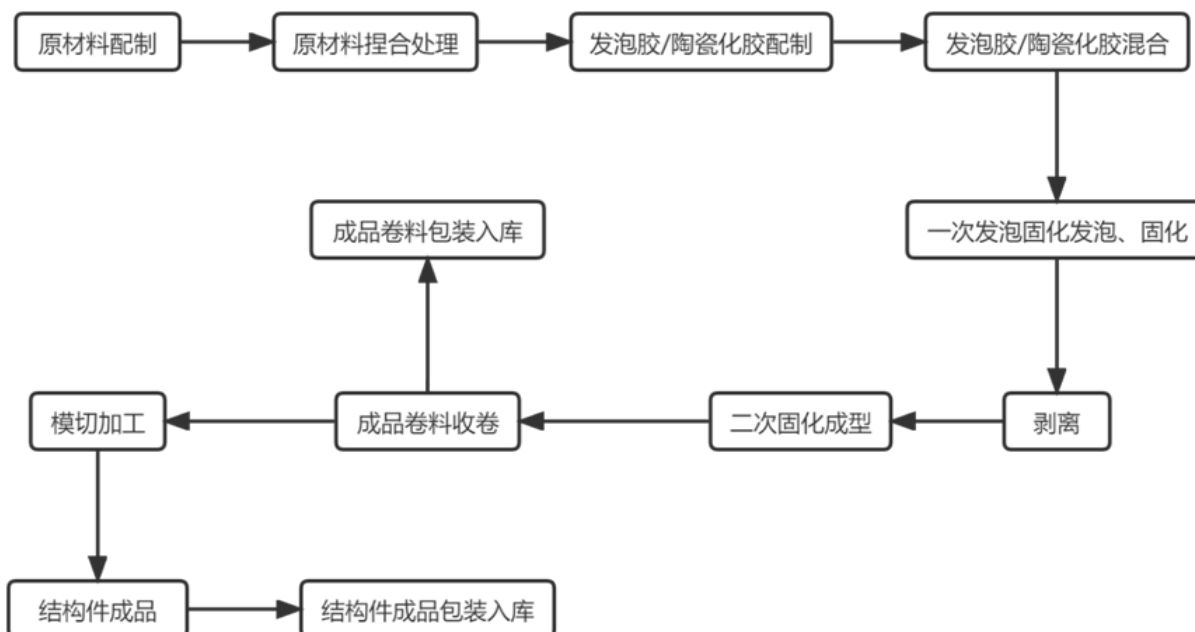 原材料配制
原材料捏合处理
发泡胶/陶瓷化胶配制
发泡胶/陶瓷化胶混合
成品卷料包装入库
一次发泡固化发泡、固化
模切加工
成品卷料收卷
二次固化成型
剥离
结构件成品
结构件成品包装入库